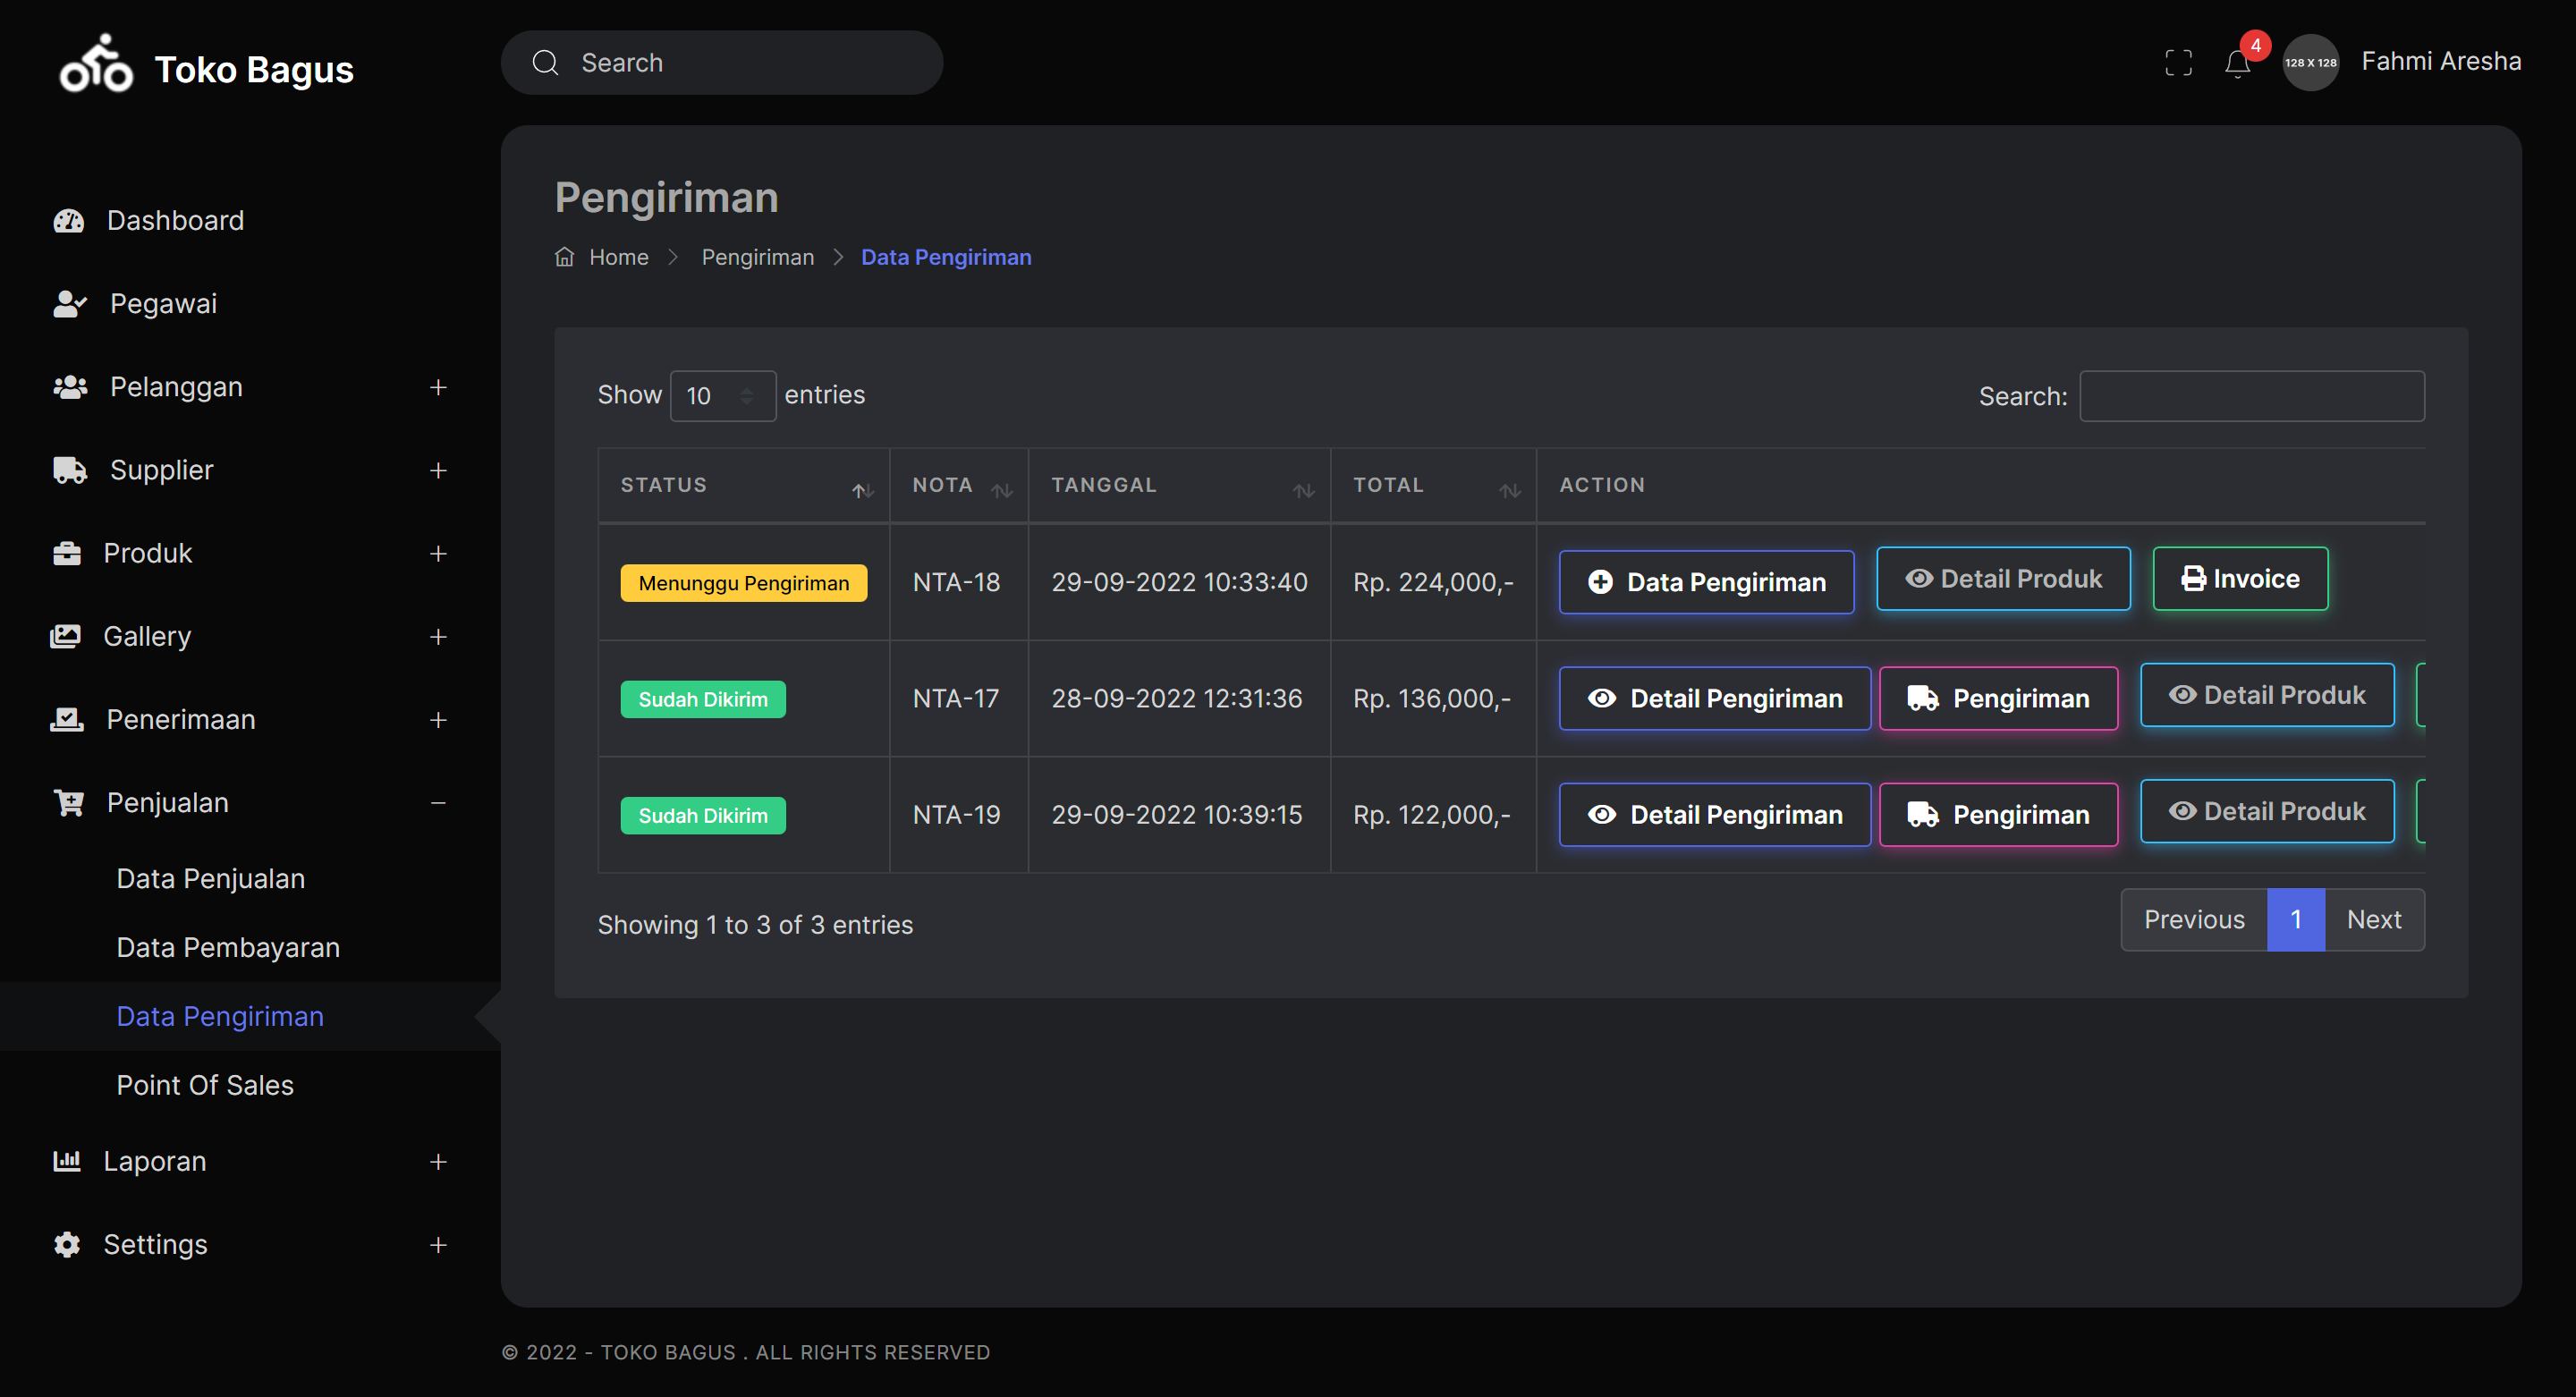 Toko Bagus
Search
4
128 X 128
Fahmi Aresha
Dashboard
Pegawai
Pelanggan
Supplier
Produk
Gallery
Penerimaan
Penjualan
Data Penjualan
Data Pembayaran
Data Pengiriman
Point Of Sales
Laporan
Settings
Pengiriman
Home Pengiriman Data Pengiriman
Show 10 entries
Search:
STATUS NOTA TANGGAL TOTAL ACTION
Menunggu Pengiriman NTA-18 29-09-2022 10:33:40 Rp. 224,000,- Data Pengiriman Detail Produk Invoice
Sudah Dikirim NTA-17 28-09-2022 12:31:36 Rp. 136,000,- Detail Pengiriman Pengiriman Detail Produk
Sudah Dikirim NTA-19 29-09-2022 10:39:15 Rp. 122,000,- Detail Pengiriman Pengiriman Detail Produk
Showing 1 to 3 of 3 entries
Previous 1 Next
© 2022 - TOKO BAGUS . ALL RIGHTS RESERVED